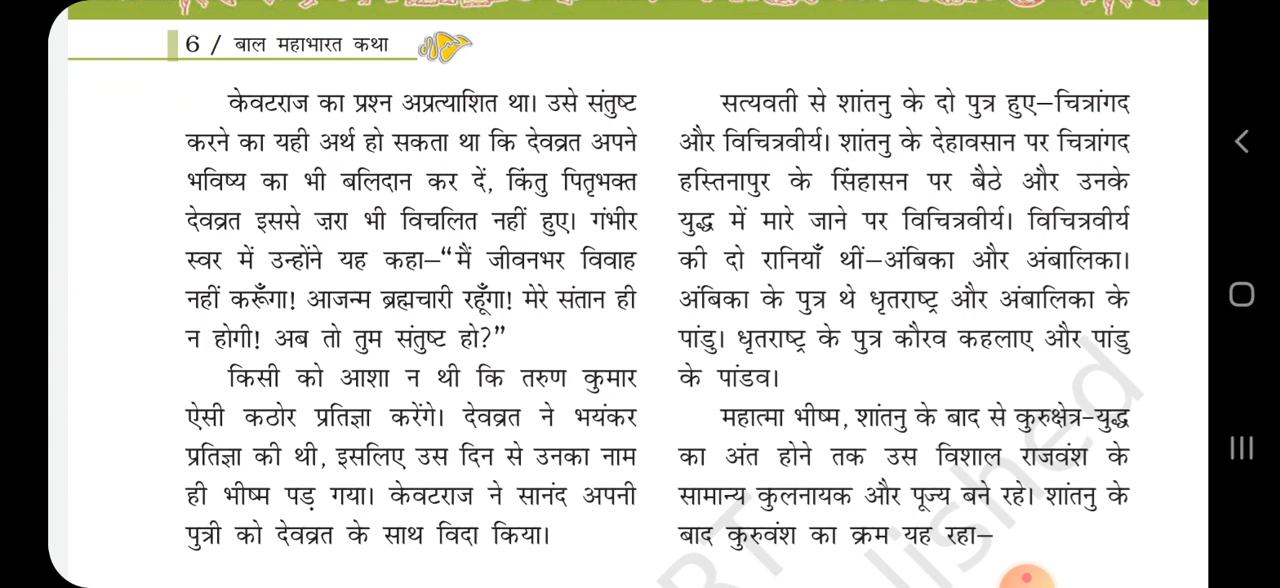 6 / बाल महाभारत कथा
केवटराज का प्रश्न अप्रत्याशित था। उसे संतुष्ट
करने का यही अर्थ हो सकता था कि देवव्रत अपने
भविष्य का भी बलिदान कर दें, किंतु पितृभक्त
देवव्रत इससे ज़रा भी विचलित नहीं हुए। गंभीर
स्वर में उन्होंने यह कहा–“मैं जीवनभर विवाह
नहीं करूँगा! आजन्म ब्रह्मचारी रहूँगा! मेरे संतान ही
न होगी! अब तो तुम संतुष्ट हो?”
किसी को आशा न थी कि तरुण कुमार
ऐसी कठोर प्रतिज्ञा करेंगे। देवव्रत ने भयंकर
प्रतिज्ञा की थी, इसलिए उस दिन से उनका नाम
ही भीष्म पड़ गया। केवटराज ने सानंद अपनी
पुत्री को देवव्रत के साथ विदा किया।
सत्यवती से शांतनु के दो पुत्र हुए–चित्रांगद
और विचित्रवीर्य। शांतनु के देहावसान पर चित्रांगद
हस्तिनापुर के सिंहासन पर बैठे और उनके
युद्ध में मारे जाने पर विचित्रवीर्य। विचित्रवीर्य
की दो रानियाँ थीं–अंबिका और अंबालिका।
अंबिका के पुत्र थे धृतराष्ट्र और अंबालिका के
पांडु। धृतराष्ट्र के पुत्र कौरव कहलाए और पांडु
के पांडव।
महात्मा भीष्म, शांतनु के बाद से कुरुक्षेत्र-युद्ध
का अंत होने तक उस विशाल राजवंश के
सामान्य कुलनायक और पूज्य बने रहे। शांतनु के
बाद कुरुवंश का क्रम यह रहा–